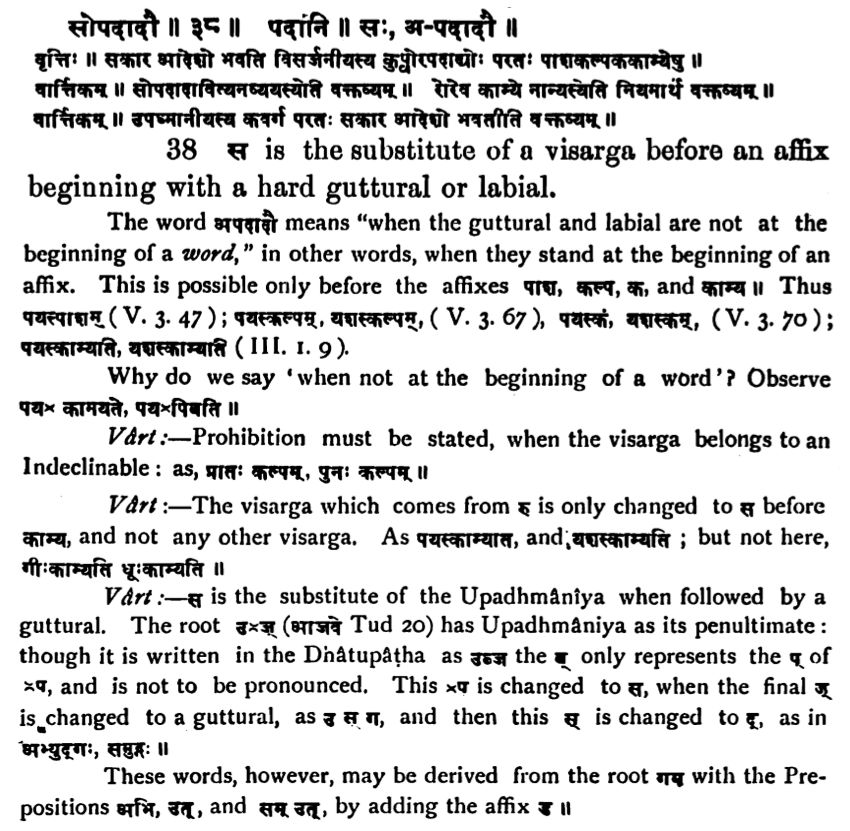 सोपदादौ ॥ ३८ ॥ पदानि ॥ सः, अ-पदादौ ॥
वृत्तिः ॥ सकार आदेशो भवति विसर्जनीयस्य कुप्वोरपदाद्योः परतः पाशकल्पककाम्येषु ॥
वार्त्तिकम् ॥ सोपदादावित्यनव्ययस्येति वक्तव्यम् ॥ रोरेव काम्ये नान्यस्येति नियमार्थं वक्तव्यम् ॥
वार्त्तिकम् ॥ उपध्मानीयस्य कवर्गे परतः सकार आदेशो भवतीति वक्तव्यम् ॥
38 स is the substitute of a visarga before an affix
beginning with a hard guttural or labial.
The word अपदादौ means “when the guttural and labial are not at the
beginning of a word,” in other words, when they stand at the beginning of an
affix. This is possible only before the affixes पाश, कल्प, क, and काम्य ॥ Thus
पयस्पाशम् ( V. 3. 47 ) ; पयस्कल्पम्, यशस्कल्पम्, ( V. 3. 67 ), पयस्कं, यशस्कम्, ( V. 3. 70 ) ;
पयस्काम्यति, यशस्काम्यति ( III. 1. 9 ).
Why do we say ‘when not at the beginning of a word’? Observe
पय× कामयते, पय×पिबति ॥
Vârt :—Prohibition must be stated, when the visarga belongs to an
Indeclinable : as, प्रातः कल्पम्, पुनः कल्पम् ॥
Vârt :—The visarga which comes from रु is only changed to स before
काम्य, and not any other visarga. As पयस्काम्यात, and यशस्काम्यति ; but not here,
गीःकाम्यति धूःकाम्यति ॥
Vârt :—स is the substitute of the Upadhmânîya when followed by a
guttural. The root उ×ज् (आजवे Tud 20) has Upadhmâniya as its penultimate :
though it is written in the Dhâtupâṭha as उब्ज the ब् only represents the प् of
×प, and is not to be pronounced. This ×प is changed to स, when the final ज्
is changed to a guttural, as उ स् ग, and then this स् is changed to द्, as in
अभ्युद्गः, समुद्गः ॥
These words, however, may be derived from the root गम् with the Pre-
positions अभि, उत्, and सम् उत्, by adding the affix ड ॥